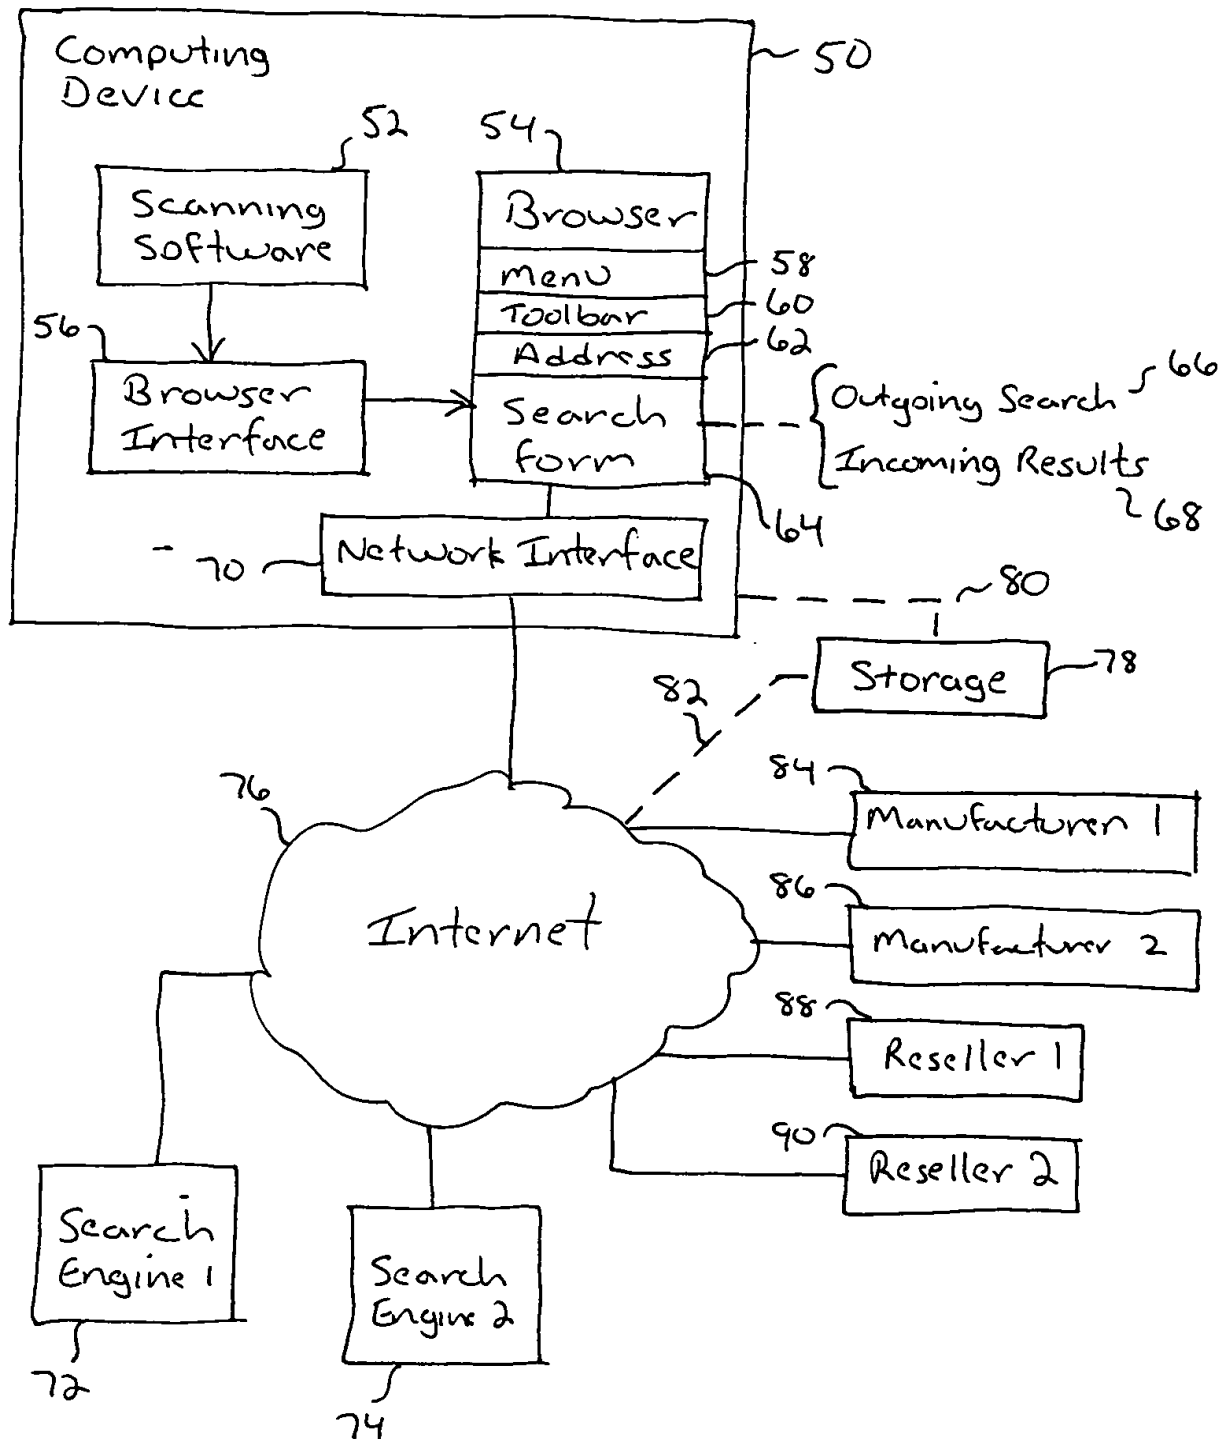 Computing
Device
50
52
54
Scanning
Software
Browser
Menu
58
Toolbar
60
Address
62
56
Browser
Interface
Search
form
64
Outgoing Search
66
Incoming Results
68
70
Network Interface
80
Storage
78
82
76
Internet
84
Manufacturer 1
86
Manufacturer 2
88
Reseller 1
90
Reseller 2
Search
Engine 1
72
Search
Engine 2
74